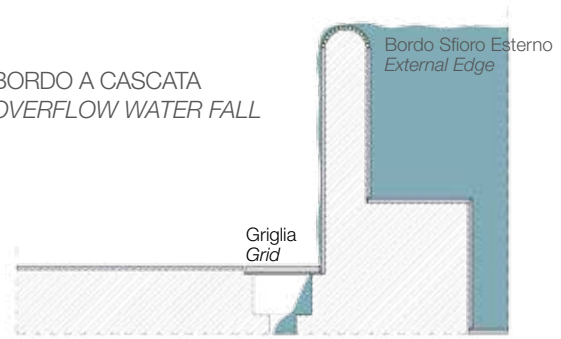 BORDO A CASCATA
OVERFLOW WATER FALL
Bordo Sfioro Esterno
External Edge
Griglia
Grid